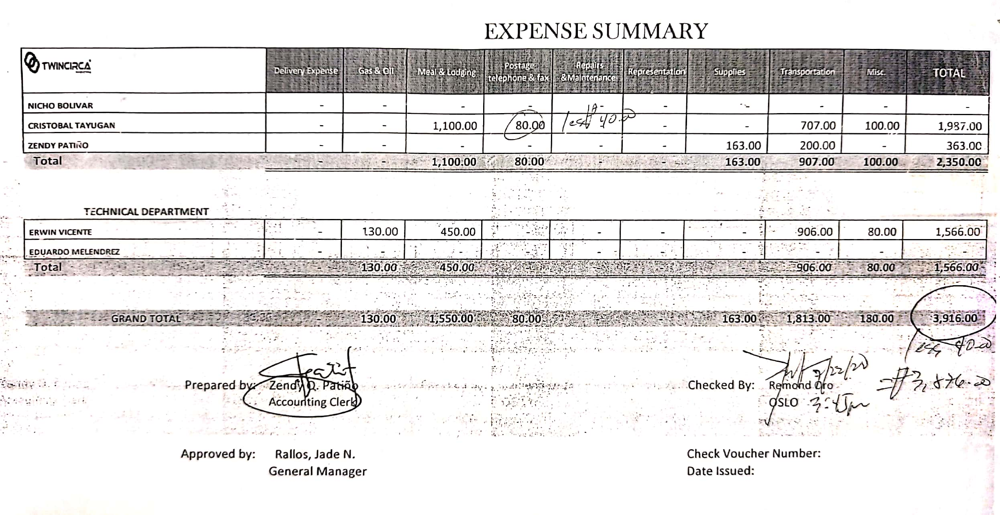 EXPENSE SUMMARY
TWINCIRCA Delivery Expense Gas & Oil Meal & Lodging Postage telephone & fax Repairs &Maintenance Representation Supplies Transportation Misc. TOTAL
NICHO BOLIVAR - - - - - - - - - -
CRISTOBAL TAYUGAN - - 1,100.00 80.00 less ₱ 40.00 - - 707.00 100.00 1,987.00
ZENDY PATIÑO - - - - - - 163.00 200.00 - 363.00
Total - - 1,100.00 80.00 - - 163.00 907.00 100.00 2,350.00
TECHNICAL DEPARTMENT
ERWIN VICENTE - 130.00 450.00 - - - - 906.00 80.00 1,566.00
EDUARDO MELENDREZ - - - - - - - - - -
Total - 130.00 450.00 - - - - 906.00 80.00 1,566.00
GRAND TOTAL - 130.00 1,550.00 80.00 - - 163.00 1,813.00 180.00 3,916.00
less 40.00
= ₱3,876.00
Prepared by: Zendy D. Patiño
Accounting Clerk
Checked By: Remond Oro
OSLO 3:45pm
Approved by: Rallos, Jade N.
General Manager
Check Voucher Number:
Date Issued: